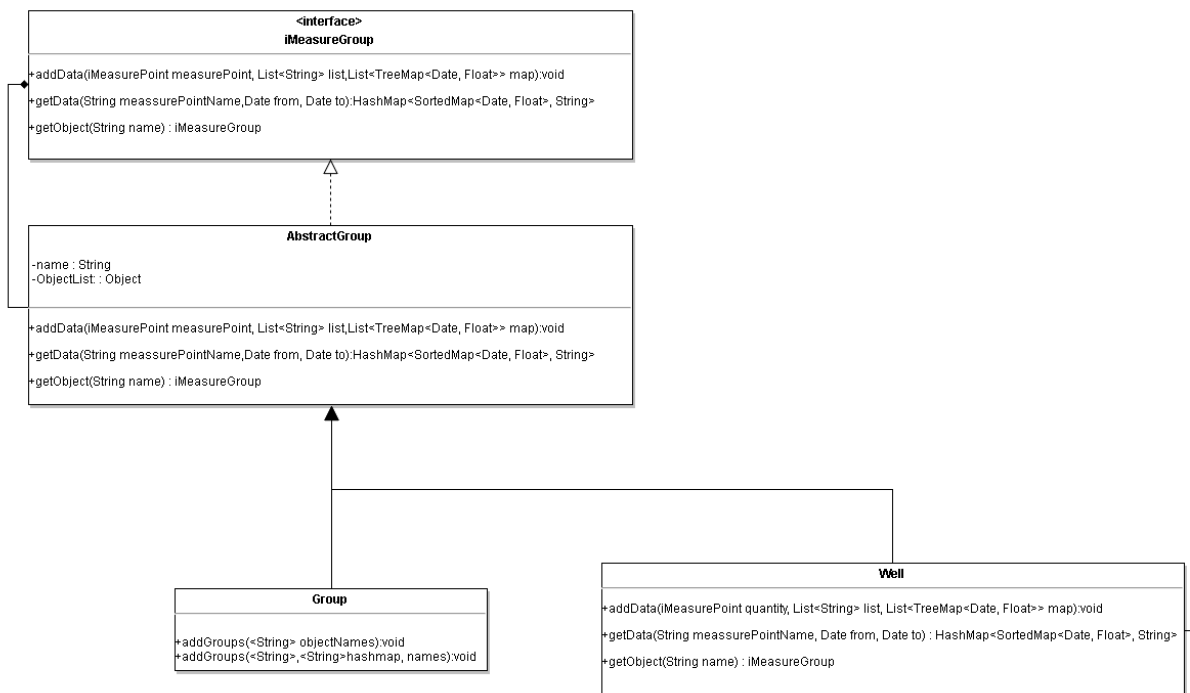 <interface>
iMeasureGroup
+addData(iMeasurePoint measurePoint, List<String> list,List<TreeMap<Date, Float>> map):void
+getData(String meassurePointName,Date from, Date to):HashMap<SortedMap<Date, Float>, String>
+getObject(String name) : iMeasureGroup
AbstractGroup
-name : String
-ObjectList: : Object
+addData(iMeasurePoint measurePoint, List<String> list,List<TreeMap<Date, Float>> map):void
+getData(String meassurePointName,Date from, Date to):HashMap<SortedMap<Date, Float>, String>
+getObject(String name) : iMeasureGroup
Group
+addGroups(<String> objectNames):void
+addGroups(<String>,<String>hashmap, names):void
Well
+addData(iMeasurePoint quantity, List<String> list, List<TreeMap<Date, Float>> map):void
+getData(String meassurePointName, Date from, Date to) : HashMap<SortedMap<Date, Float>, String>
+getObject(String name) : iMeasureGroup